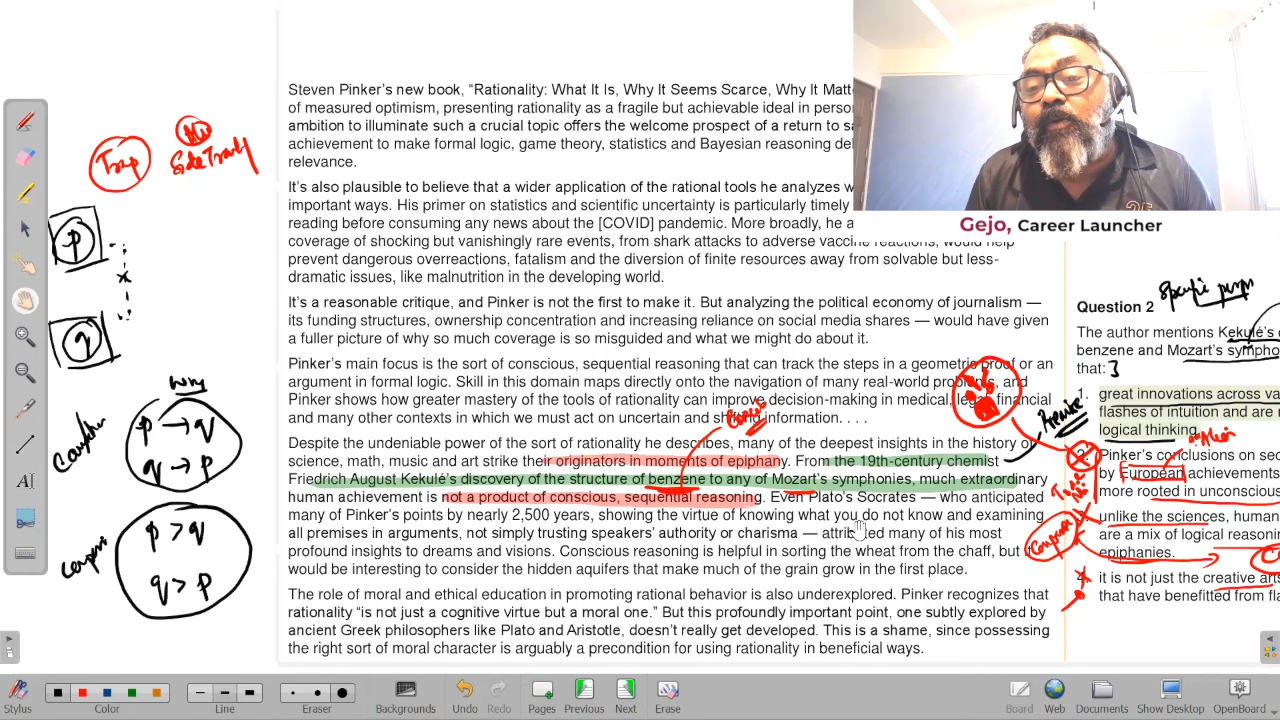 Trap
Side Track
p
q
Why
p → q
q → p
p > q
q > p
Steven Pinker's new book, "Rationality: What It Is, Why It Seems Scarce, Why It Matt
of measured optimism, presenting rationality as a fragile but achievable ideal in person
ambition to illuminate such a crucial topic offers the welcome prospect of a return to sa
achievement to make formal logic, game theory, statistics and Bayesian reasoning del
relevance.
It's also plausible to believe that a wider application of the rational tools he analyzes w
important ways. His primer on statistics and scientific uncertainty is particularly timely
reading before consuming any news about the [COVID] pandemic. More broadly, he a
coverage of shocking but vanishingly rare events, from shark attacks to adverse vaccine reactions, would help
prevent dangerous overreactions, fatalism and the diversion of finite resources away from solvable but less-
dramatic issues, like malnutrition in the developing world.
It's a reasonable critique, and Pinker is not the first to make it. But analyzing the political economy of journalism —
its funding structures, ownership concentration and increasing reliance on social media shares — would have given
a fuller picture of why so much coverage is so misguided and what we might do about it.
Pinker's main focus is the sort of conscious, sequential reasoning that can track the steps in a geometric proof or an
argument in formal logic. Skill in this domain maps directly onto the navigation of many real-world problems, and
Pinker shows how greater mastery of the tools of rationality can improve decision-making in medical, legal, financial
and many other contexts in which we must act on uncertain and shifting information. . . .
Despite the undeniable power of the sort of rationality he describes, many of the deepest insights in the history of
science, math, music and art strike their originators in moments of epiphany. From the 19th-century chemist
Friedrich August Kekulé's discovery of the structure of benzene to any of Mozart's symphonies, much extraordinary
human achievement is not a product of conscious, sequential reasoning. Even Plato's Socrates — who anticipated
many of Pinker's points by nearly 2,500 years, showing the virtue of knowing what you do not know and examining
all premises in arguments, not simply trusting speakers' authority or charisma — attributed many of his most
profound insights to dreams and visions. Conscious reasoning is helpful in sorting the wheat from the chaff, but it
would be interesting to consider the hidden aquifers that make much of the grain grow in the first place.
The role of moral and ethical education in promoting rational behavior is also underexplored. Pinker recognizes that
rationality "is not just a cognitive virtue but a moral one." But this profoundly important point, one subtly explored by
ancient Greek philosophers like Plato and Aristotle, doesn't really get developed. This is a shame, since possessing
the right sort of moral character is arguably a precondition for using rationality in beneficial ways.
Premise
Gejo, Career Launcher
Specific
Question 2
The author mentions Kekulé's d
benzene and Mozart's sympho
that:
1. great innovations across va
flashes of intuition and are
logical thinking.
2. Pinker's conclusions on se
by European achievements
more rooted in unconscious
unlike the sciences, human
are a mix of logical reasoni
epiphanies.
4. it is not just the creative arts
that have benefitted from fla
Stylus
Color
Line
Eraser
Backgrounds
Undo
Redo
Pages
Previous
Next
Erase
Board
Web
Documents
Show Desktop
OpenBoard